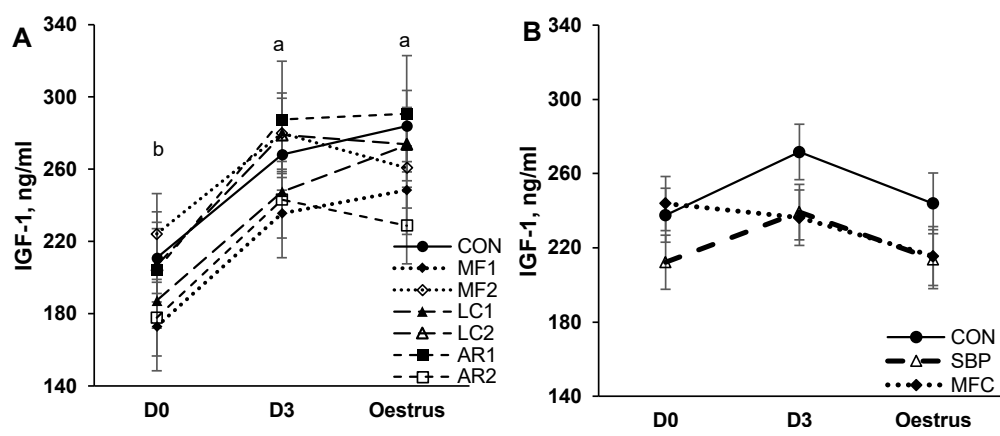 A
IGF-1, ng/ml
340
300
260
220
180
140
b
a
a
D0 D3 Oestrus
CON
MF1
MF2
LC1
LC2
AR1
AR2
B
IGF-1, ng/ml
340
300
260
220
180
140
D0 D3 Oestrus
CON
SBP
MFC